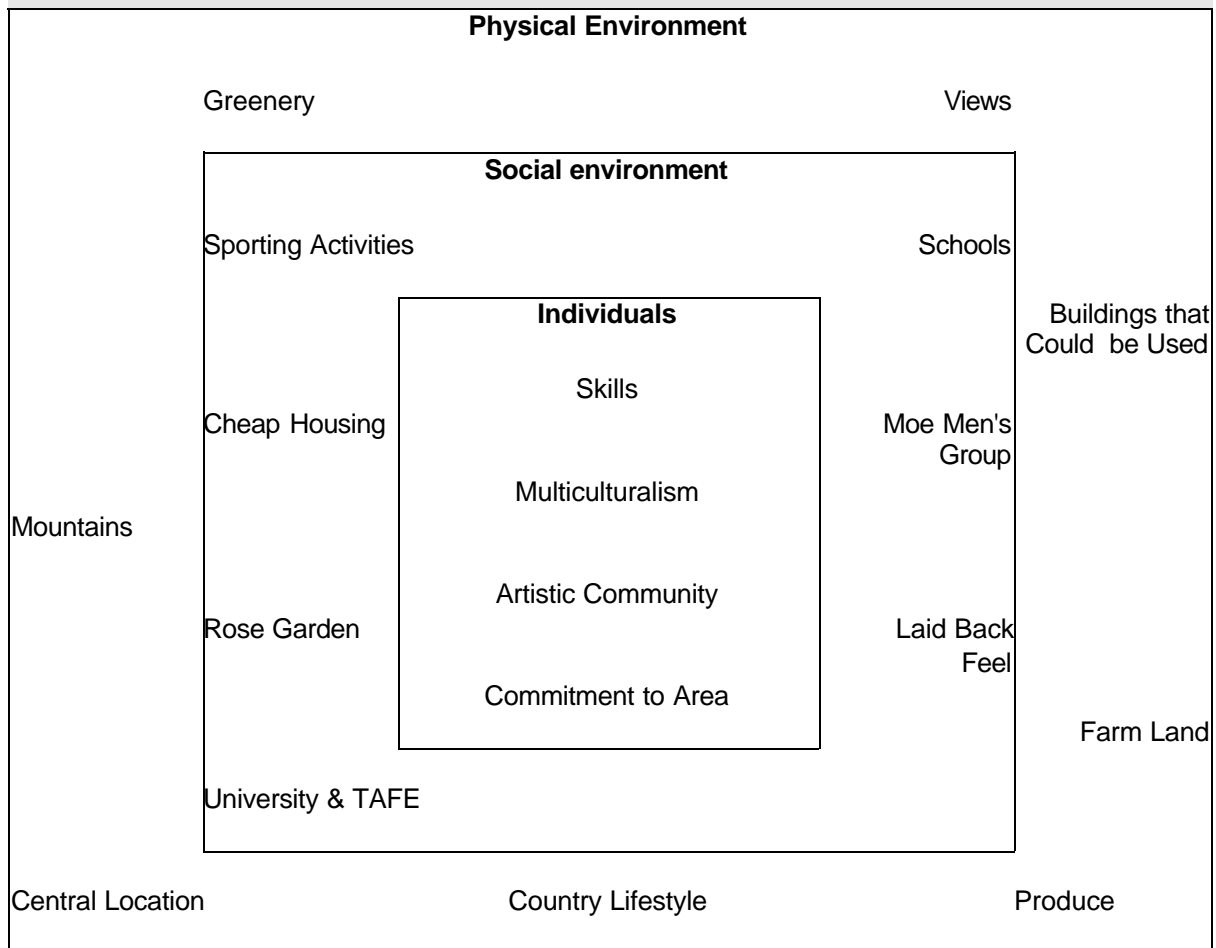 Physical Environment
Greenery Views
Social environment
Sporting Activities Schools
Individuals
Buildings that
Could be Used
Skills
Cheap Housing
Moe Men's
Group
Multiculturalism
Mountains
Artistic Community
Rose Garden
Laid Back
Feel
Commitment to Area
Farm Land
University & TAFE
Central Location Country Lifestyle Produce